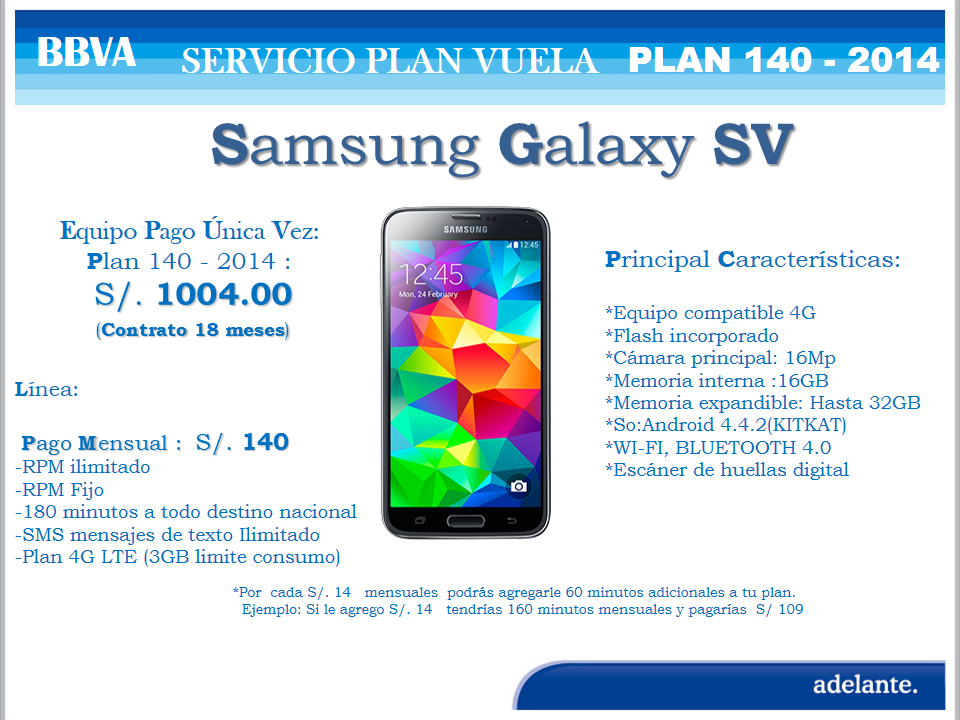 BBVA
SERVICIO PLAN VUELA PLAN 140 - 2014
Samsung Galaxy SV
Equipo Pago Única Vez:
Plan 140 - 2014 :
S/. 1004.00
(Contrato 18 meses)
Línea:
Pago Mensual : S/. 140
-RPM ilimitado
-RPM Fijo
-180 minutos a todo destino nacional
-SMS mensajes de texto Ilimitado
-Plan 4G LTE (3GB limite consumo)
SAMSUNG
12:45
12:45
Mon, 24 February
Principal Características:
*Equipo compatible 4G
*Flash incorporado
*Cámara principal: 16Mp
*Memoria interna :16GB
*Memoria expandible: Hasta 32GB
*So:Android 4.4.2(KITKAT)
*WI-FI, BLUETOOTH 4.0
*Escáner de huellas digital
*Por cada S/. 14 mensuales podrás agregarle 60 minutos adicionales a tu plan.
Ejemplo: Si le agrego S/. 14 tendrías 160 minutos mensuales y pagarías S/ 109
adelante.